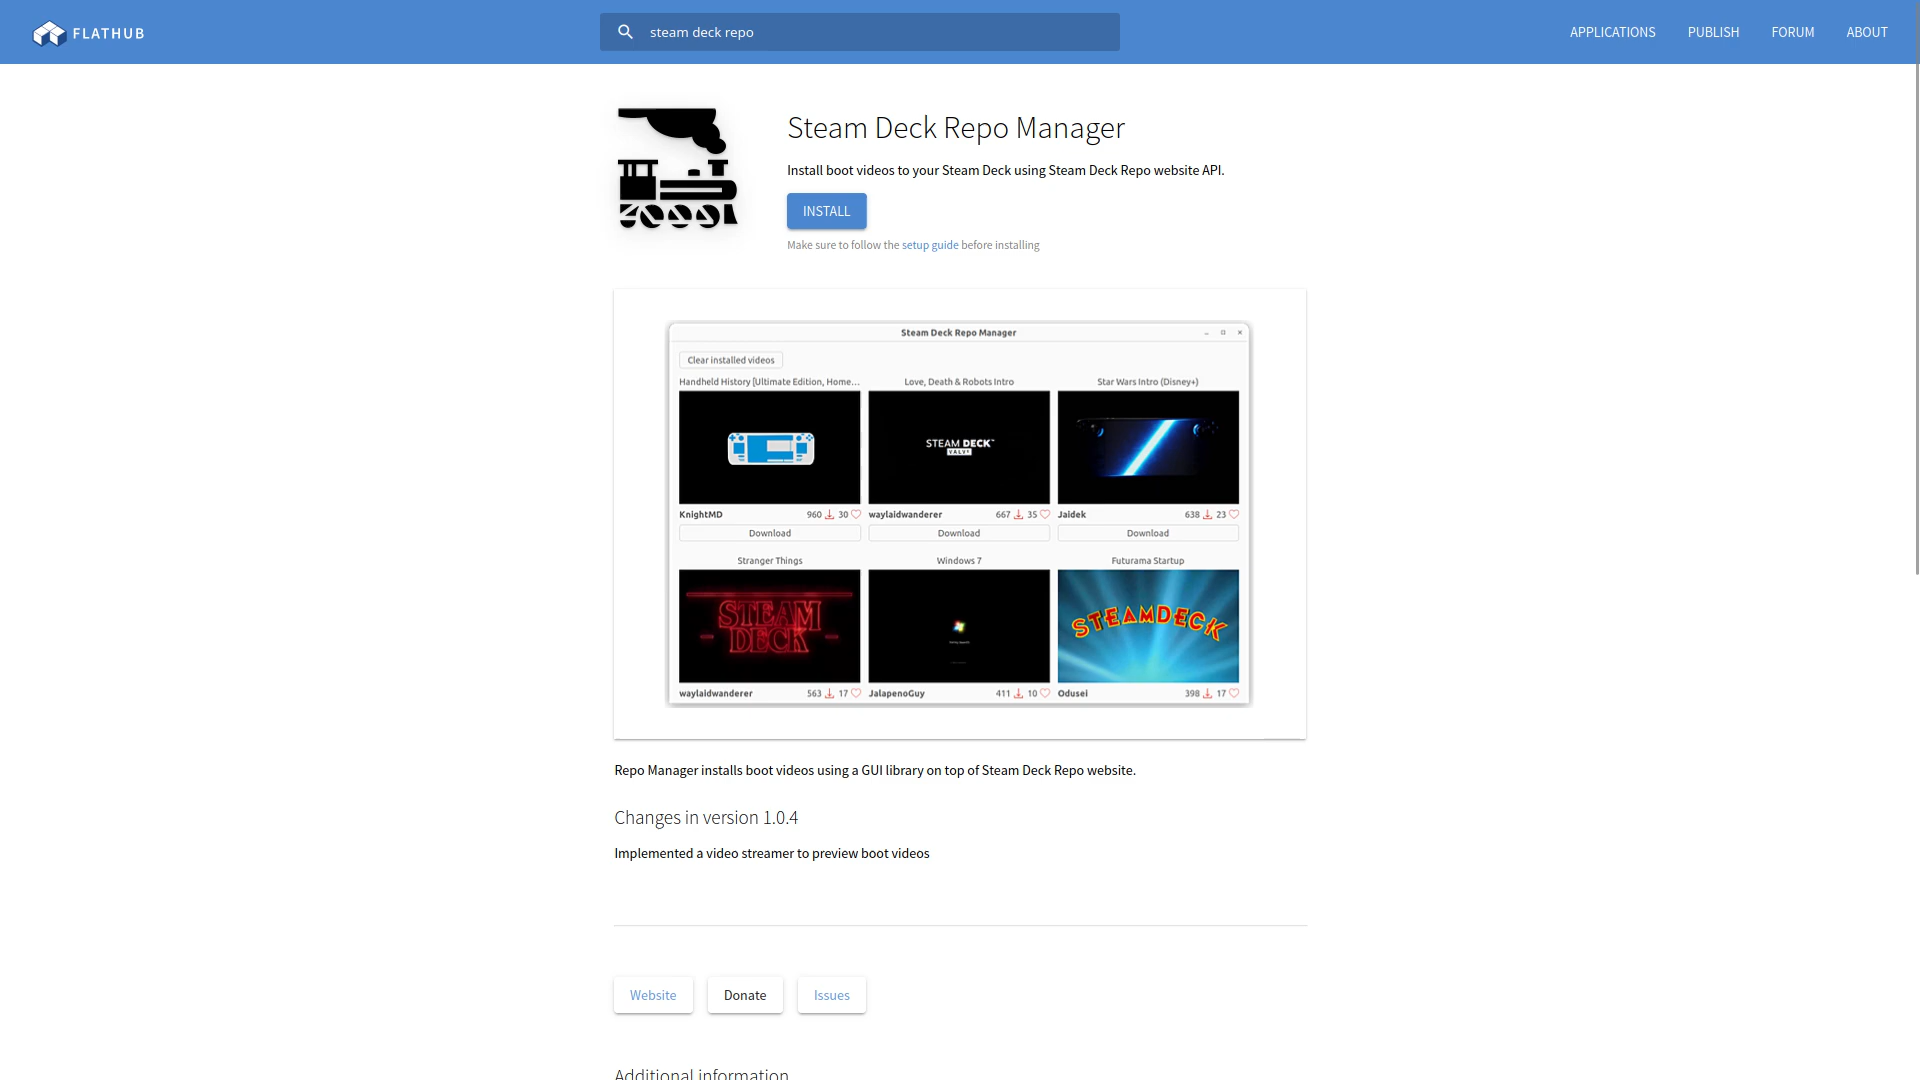 FLATHUB
steam deck repo
APPLICATIONS
PUBLISH
FORUM
ABOUT
Steam Deck Repo Manager
Install boot videos to your Steam Deck using Steam Deck Repo website API.
INSTALL
Make sure to follow the setup guide before installing
Steam Deck Repo Manager
Clear installed videos
Handheld History [Ultimate Edition, Home...
Love, Death & Robots Intro
Star Wars Intro (Disney+)
STEAM DECK™
VALVE
KnightMD 960 30
waylaidwanderer 667 35
Jaidek 638 23
Download
Download
Download
Stranger Things
Windows 7
Futurama Startup
STEAM
DECK
STEAMDECK
waylaidwanderer 563 17
JalapenoGuy 411 10
Odusei 398 17
Repo Manager installs boot videos using a GUI library on top of Steam Deck Repo website.
Changes in version 1.0.4
Implemented a video streamer to preview boot videos
Website
Donate
Issues
Additional information